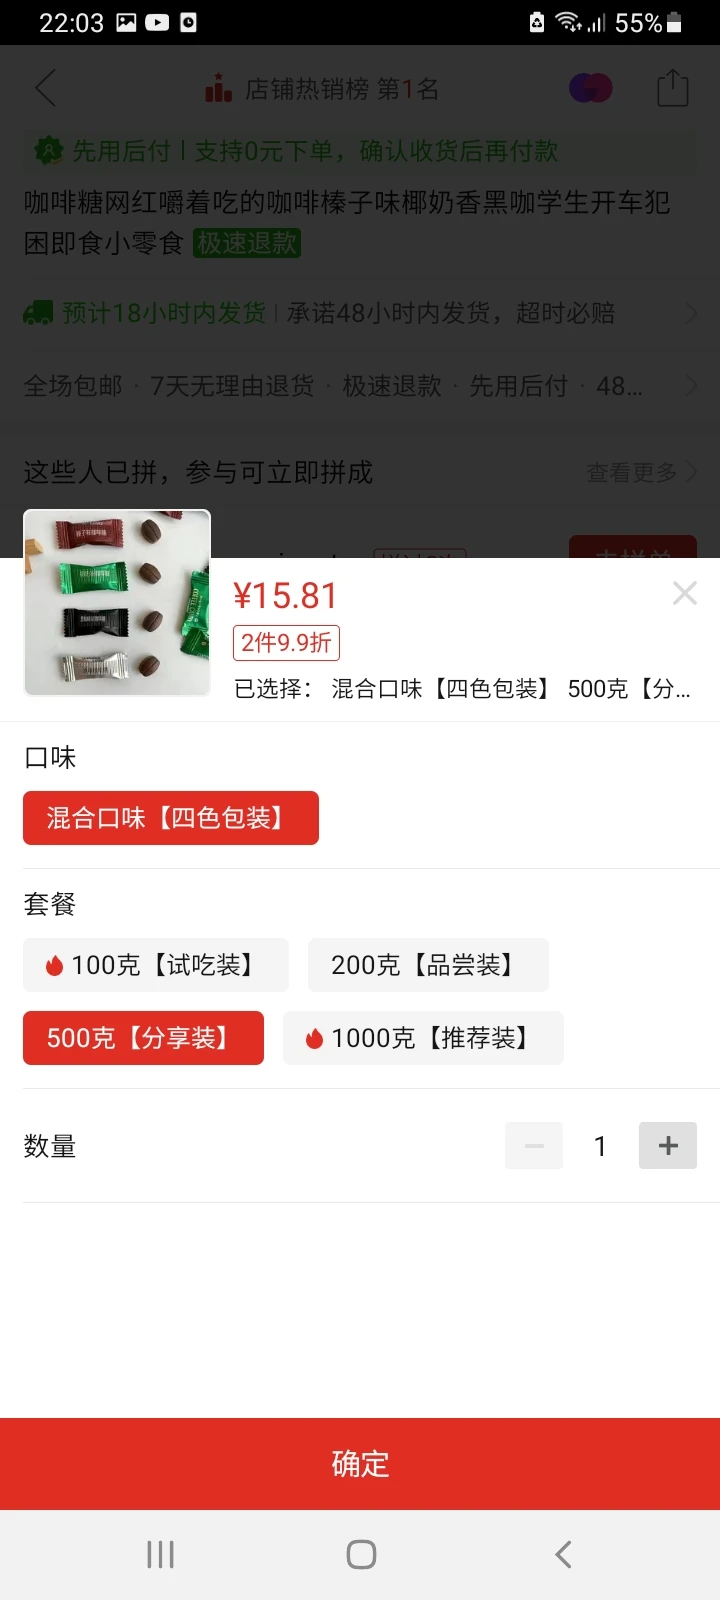 22:03
55%
店铺热销榜 第1名
先用后付 | 支持0元下单，确认收货后再付款
咖啡糖网红嚼着吃的咖啡榛子味椰奶香黑咖学生开车犯
困即食小零食 极速退款
预计18小时内发货 | 承诺48小时内发货，超时必赔
全场包邮 · 7天无理由退货 · 极速退款 · 先用后付 · 48...
这些人已拼，参与可立即拼成
查看更多
去拼单
¥15.81
2件9.9折
已选择： 混合口味【四色包装】 500克【分...
口味
混合口味【四色包装】
套餐
100克【试吃装】
200克【品尝装】
500克【分享装】
1000克【推荐装】
数量
1
确定